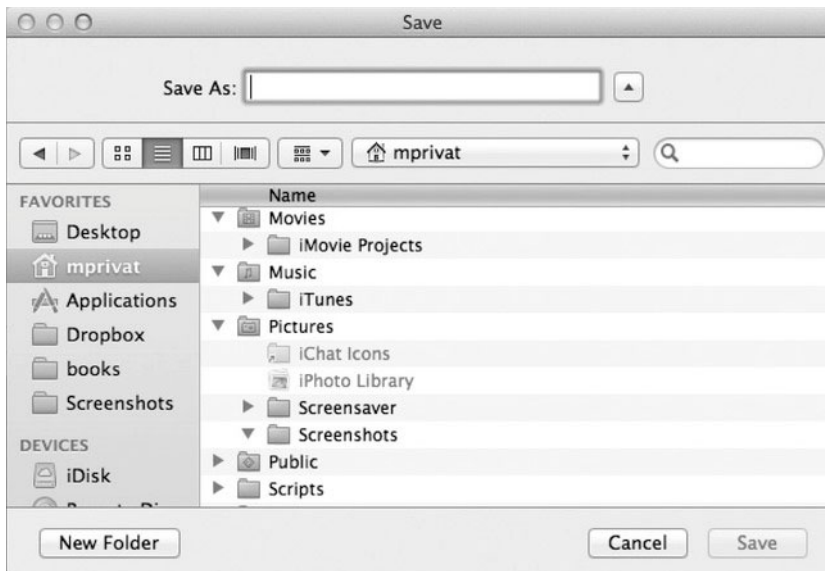 Save
Save As:
mprivat
FAVORITES
Desktop
mprivat
Applications
Dropbox
books
Screenshots
DEVICES
iDisk
Name
Movies
iMovie Projects
Music
iTunes
Pictures
iChat Icons
iPhoto Library
Screensaver
Screenshots
Public
Scripts
New Folder
Cancel
Save